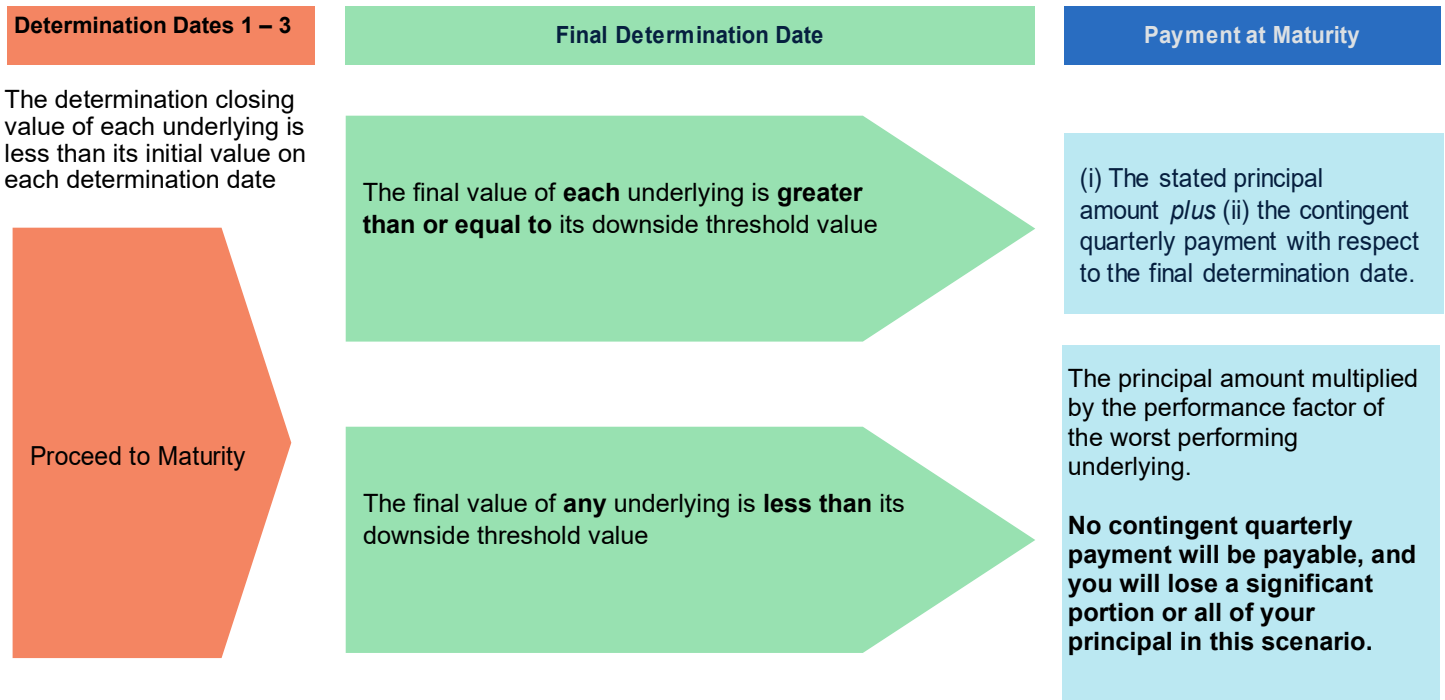 Determination Dates 1 – 3
Final Determination Date
Payment at Maturity
The determination closing
value of each underlying is
less than its initial value on
each determination date
Proceed to Maturity
The final value of each underlying is greater
than or equal to its downside threshold value
(i) The stated principal
amount plus (ii) the contingent
quarterly payment with respect
to the final determination date.
The final value of any underlying is less than its
downside threshold value
The principal amount multiplied
by the performance factor of
the worst performing
underlying.
No contingent quarterly
payment will be payable, and
you will lose a significant
portion or all of your
principal in this scenario.